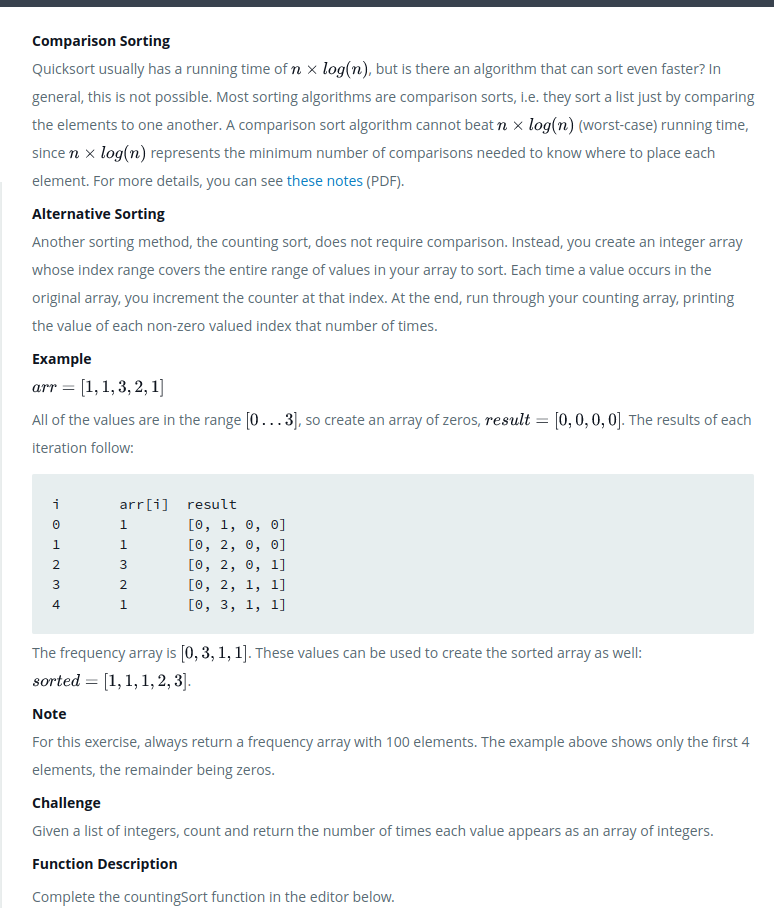 Comparison Sorting
Quicksort usually has a running time of n × log(n), but is there an algorithm that can sort even faster? In
general, this is not possible. Most sorting algorithms are comparison sorts, i.e. they sort a list just by comparing
the elements to one another. A comparison sort algorithm cannot beat n × log(n) (worst-case) running time,
since n × log(n) represents the minimum number of comparisons needed to know where to place each
element. For more details, you can see these notes (PDF).
Alternative Sorting
Another sorting method, the counting sort, does not require comparison. Instead, you create an integer array
whose index range covers the entire range of values in your array to sort. Each time a value occurs in the
original array, you increment the counter at that index. At the end, run through your counting array, printing
the value of each non-zero valued index that number of times.
Example
arr = [1, 1, 3, 2, 1]
All of the values are in the range [0 . . . 3], so create an array of zeros, result = [0, 0, 0, 0]. The results of each
iteration follow:
i arr[i] result
0 1 [0, 1, 0, 0]
1 1 [0, 2, 0, 0]
2 3 [0, 2, 0, 1]
3 2 [0, 2, 1, 1]
4 1 [0, 3, 1, 1]
The frequency array is [0, 3, 1, 1]. These values can be used to create the sorted array as well:
sorted = [1, 1, 1, 2, 3].
Note
For this exercise, always return a frequency array with 100 elements. The example above shows only the first 4
elements, the remainder being zeros.
Challenge
Given a list of integers, count and return the number of times each value appears as an array of integers.
Function Description
Complete the countingSort function in the editor below.